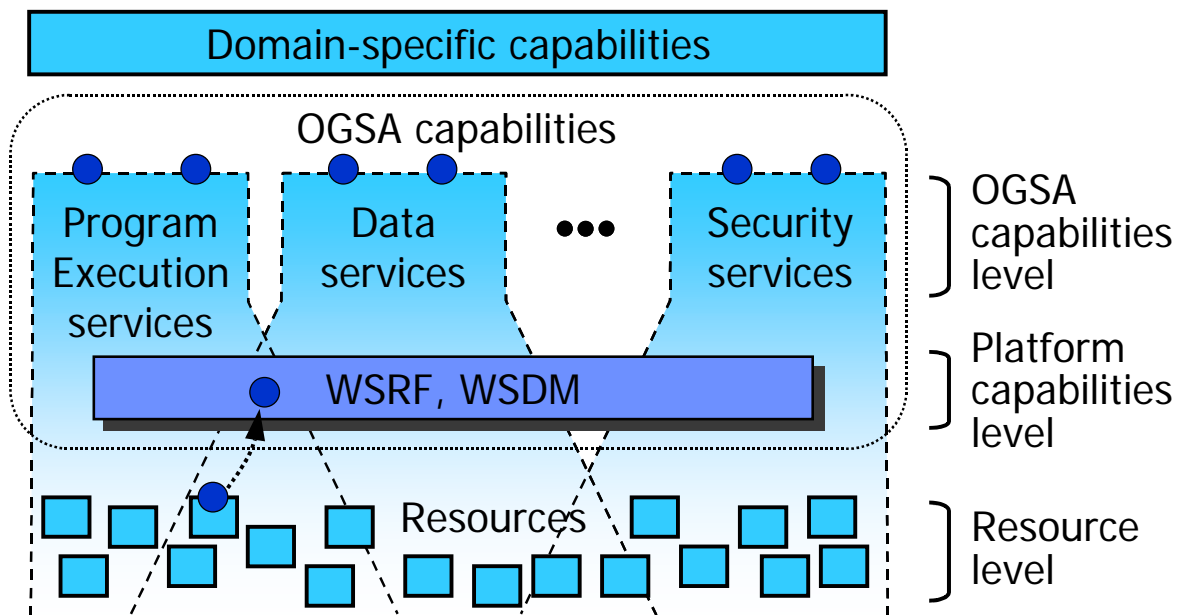 Domain-specific capabilities
OGSA capabilities
Program
Execution
services
Data
services
Security
services
OGSA
capabilities
level
WSRF, WSDM
Platform
capabilities
level
Resources
Resource
level